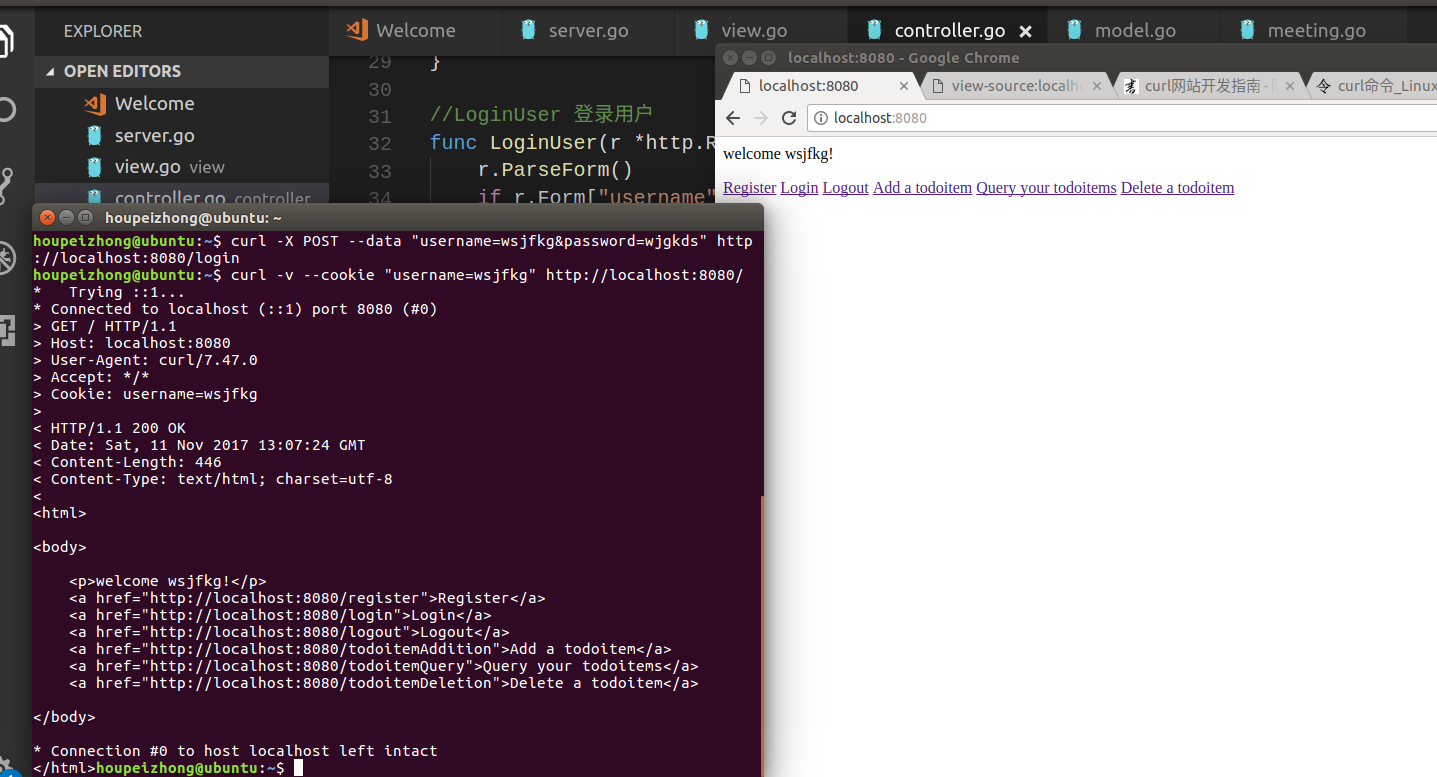 EXPLORER
OPEN EDITORS
Welcome
server.go
view.go view
controller.go controller
Welcome
server.go
view.go
controller.go
model.go
meeting.go
29 }
30
31 //LoginUser 登录用户
32 func LoginUser(r *http.R
33 r.ParseForm()
34 if r.Form["username"
localhost:8080 - Google Chrome
localhost:8080
view-source:localh
curl网站开发指南 -
curl命令_Linux
localhost:8080
welcome wsjfkg!
Register Login Logout Add a todoitem Query your todoitems Delete a todoitem
houpeizhong@ubuntu: ~
houpeizhong@ubuntu:~$ curl -X POST --data "username=wsjfkg&password=wjgkds" http
://localhost:8080/login
houpeizhong@ubuntu:~$ curl -v --cookie "username=wsjfkg" http://localhost:8080/
*   Trying ::1...
* Connected to localhost (::1) port 8080 (#0)
> GET / HTTP/1.1
> Host: localhost:8080
> User-Agent: curl/7.47.0
> Accept: */*
> Cookie: username=wsjfkg
>
< HTTP/1.1 200 OK
< Date: Sat, 11 Nov 2017 13:07:24 GMT
< Content-Length: 446
< Content-Type: text/html; charset=utf-8
<
<html>
<body>
<p>welcome wsjfkg!</p>
<a href="http://localhost:8080/register">Register</a>
<a href="http://localhost:8080/login">Login</a>
<a href="http://localhost:8080/logout">Logout</a>
<a href="http://localhost:8080/todoitemAddition">Add a todoitem</a>
<a href="http://localhost:8080/todoitemQuery">Query your todoitems</a>
<a href="http://localhost:8080/todoitemDeletion">Delete a todoitem</a>
</body>
* Connection #0 to host localhost left intact
</html>houpeizhong@ubuntu:~$